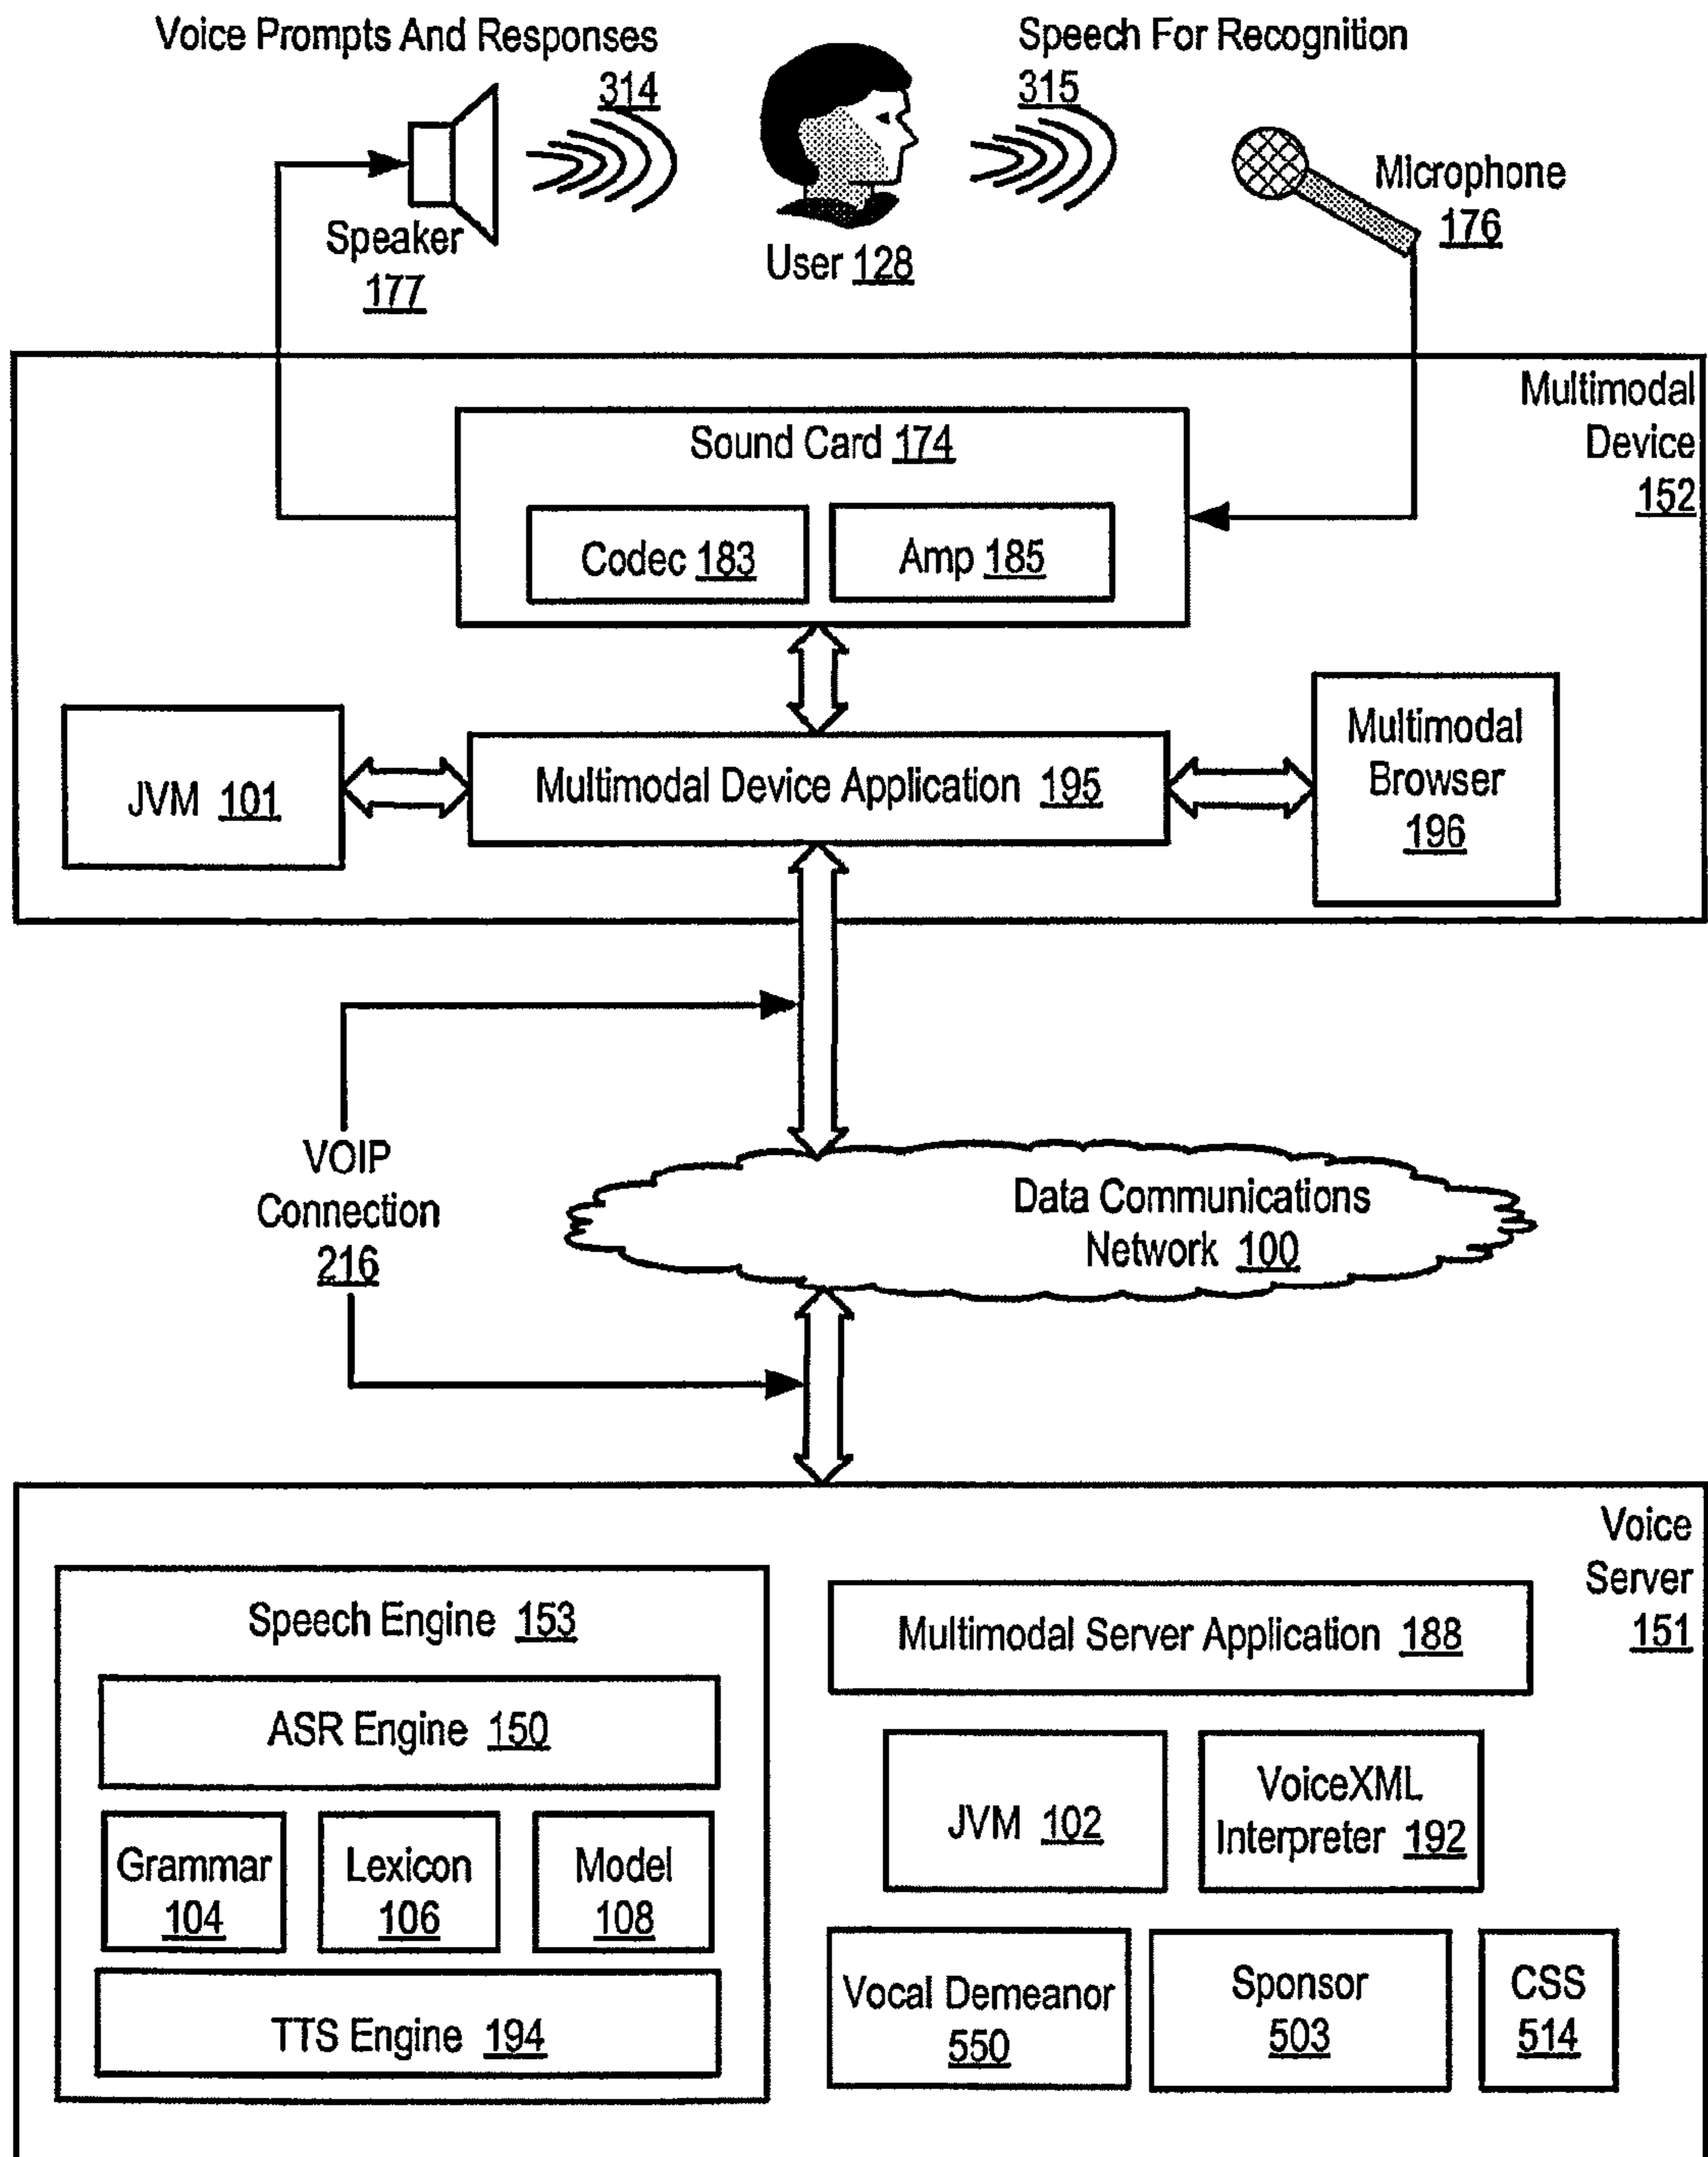 Voice Prompts And Responses
314
Speech For Recognition
315
Speaker
177
User 128
Microphone
176
Multimodal
Device
152
Sound Card 174
Codec 183
Amp 185
JVM 101
Multimodal Device Application 195
Multimodal
Browser
196
VOIP
Connection
216
Data Communications
Network 100
Voice
Server
151
Speech Engine 153
ASR Engine 150
Grammar
104
Lexicon
106
Model
108
TTS Engine 194
Multimodal Server Application 188
JVM 102
VoiceXML
Interpreter 192
Vocal Demeanor
550
Sponsor
503
CSS
514